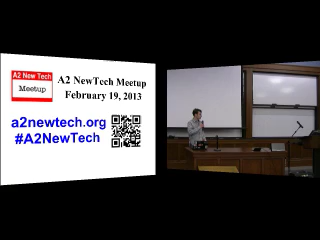 A2 New Tech
Meetup
A2 NewTech Meetup
February 19, 2013
a2newtech.org
#A2NewTech